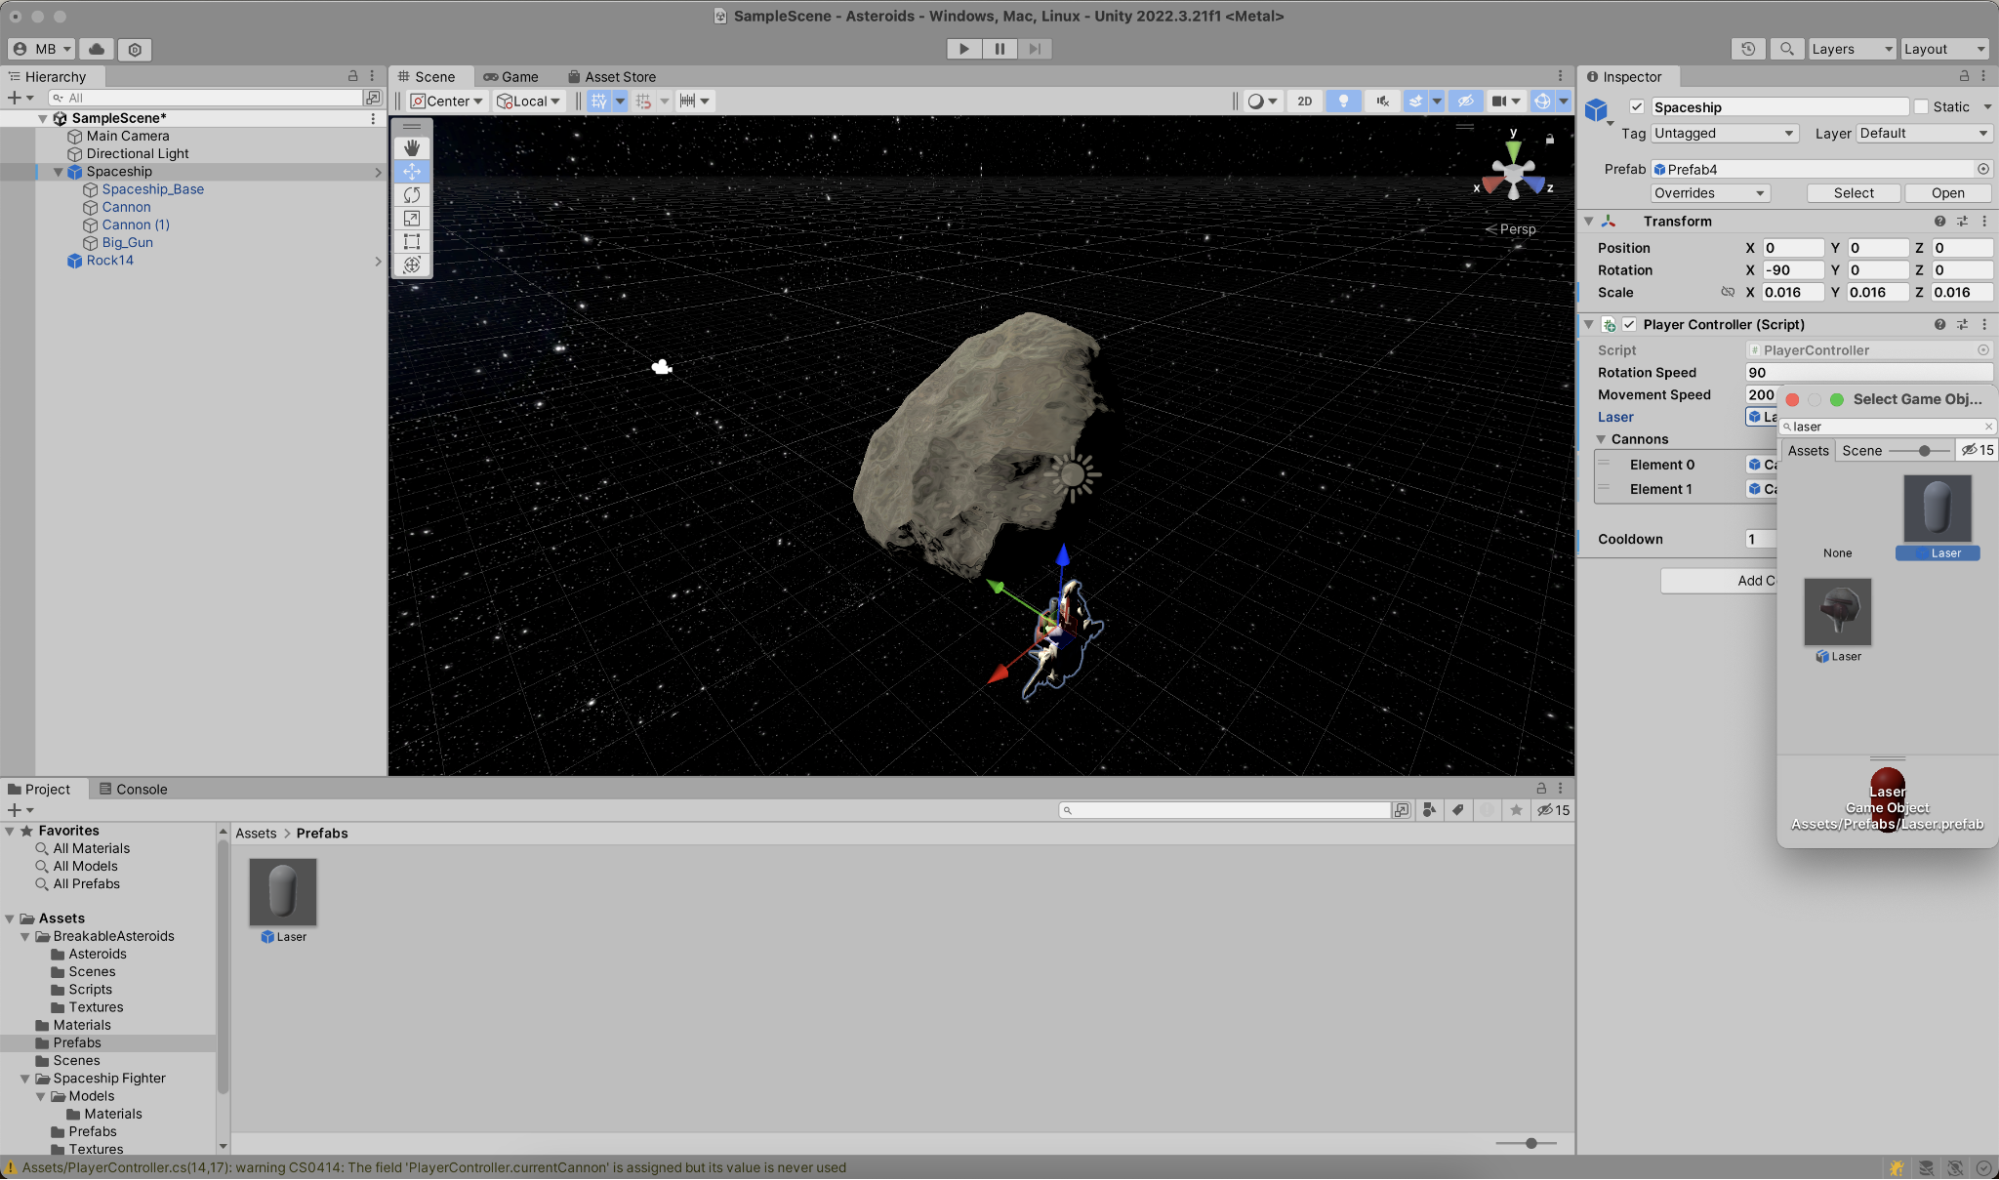 SampleScene - Asteroids - Windows, Mac, Linux - Unity 2022.3.21f1 <Metal>
MB
Layers
Layout
Hierarchy
All
SampleScene*
Main Camera
Directional Light
Spaceship
Spaceship_Base
Cannon
Cannon (1)
Big_Gun
Rock14
Scene
Game
Asset Store
Center
Local
2D
y
x
z
Persp
Inspector
Spaceship
Static
Tag
Untagged
Layer
Default
Prefab
Prefab4
Overrides
Select
Open
Transform
Position X 0 Y 0 Z 0
Rotation X -90 Y 0 Z 0
Scale X 0.016 Y 0.016 Z 0.016
Player Controller (Script)
Script
PlayerController
Rotation Speed 90
Movement Speed 200
Laser La
Cannons
Element 0 Ca
Element 1 Ca
Cooldown 1
Add C
Select Game Obj...
laser
Assets
Scene
15
None
Laser
Laser
Laser
Game Object
Assets/Prefabs/Laser.prefab
Project
Console
15
Favorites
All Materials
All Models
All Prefabs
Assets
BreakableAsteroids
Asteroids
Scenes
Scripts
Textures
Materials
Prefabs
Scenes
Spaceship Fighter
Models
Materials
Prefabs
Textures
Assets > Prefabs
Laser
Assets/PlayerController.cs(14,17): warning CS0414: The field 'PlayerController.currentCannon' is assigned but its value is never used